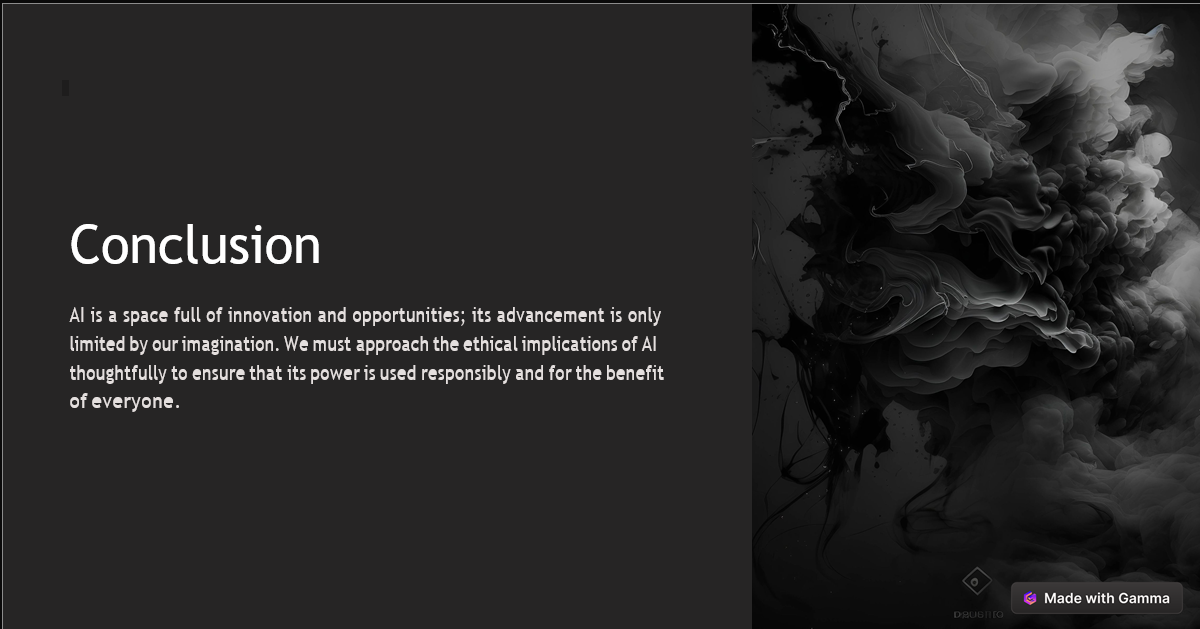 Conclusion
AI is a space full of innovation and opportunities; its advancement is only
limited by our imagination. We must approach the ethical implications of AI
thoughtfully to ensure that its power is used responsibly and for the benefit
of everyone.
Made with Gamma